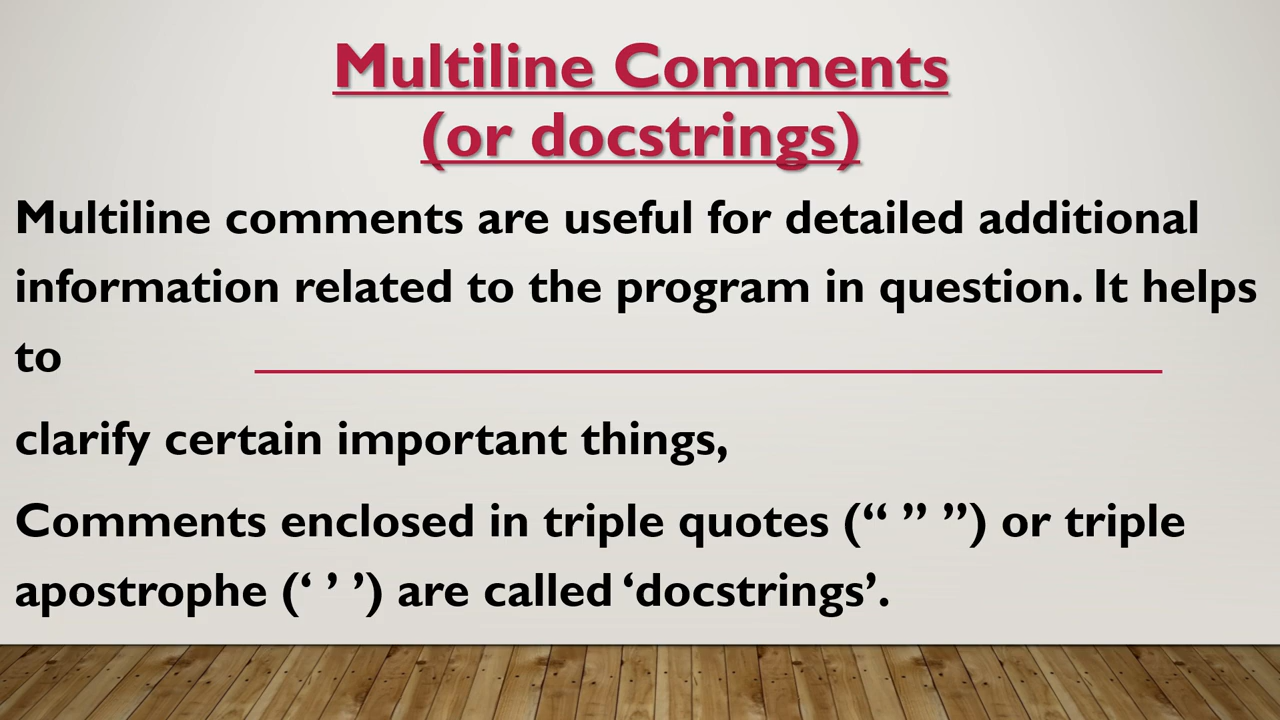 Multiline Comments
(or docstrings)
Multiline comments are useful for detailed additional
information related to the program in question. It helps
to
clarify certain important things,
Comments enclosed in triple quotes (“ ” ”) or triple
apostrophe (‘ ’ ’) are called ‘docstrings’.